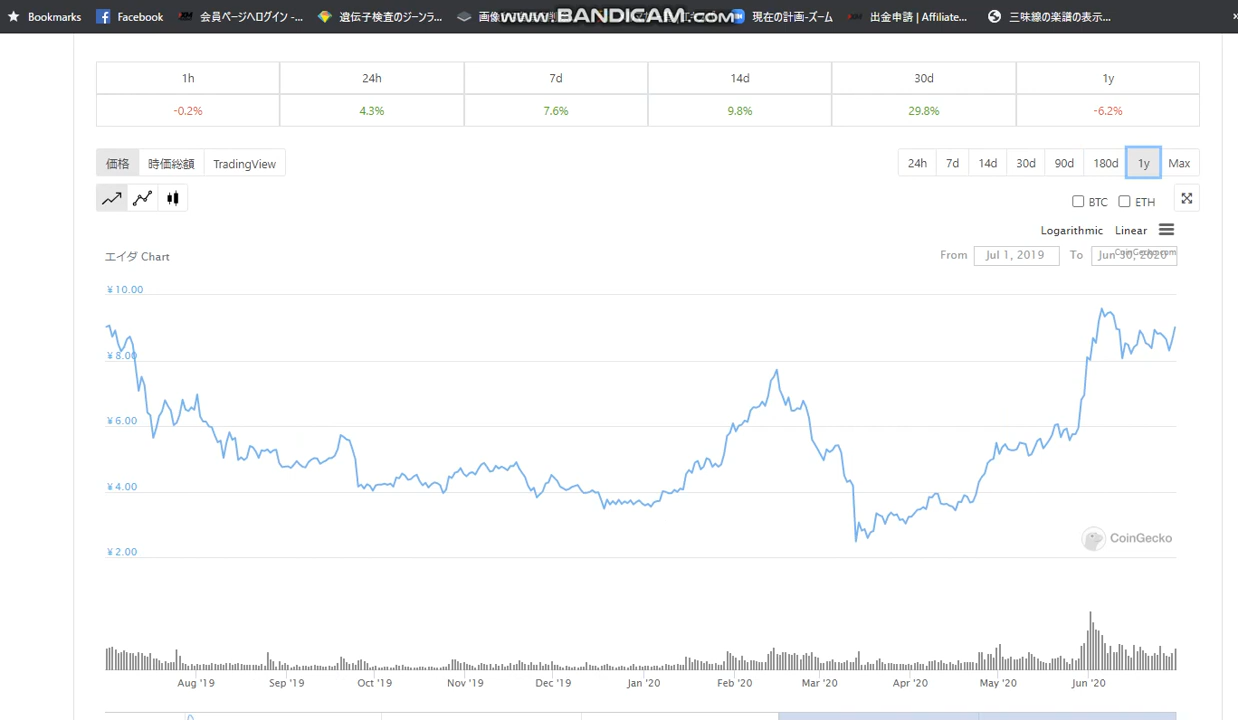 Bookmarks Facebook 会員ページへログイン -... 遺伝子検査のジーンラ... 画像 www.BANDICAM.com 現在の計画-ズーム 出金申請 | Affiliate... 三味線の楽譜の表示...
1h 24h 7d 14d 30d 1y
-0.2% 4.3% 7.6% 9.8% 29.8% -6.2%
価格 時価総額 TradingView 24h 7d 14d 30d 90d 180d 1y Max
BTC ETH
Logarithmic Linear
エイダ Chart From Jul 1, 2019 To Jun 30, 2020
CoinGecko.com
¥10.00
¥8.00
¥6.00
¥4.00
¥2.00
CoinGecko
Aug '19 Sep '19 Oct '19 Nov '19 Dec '19 Jan '20 Feb '20 Mar '20 Apr '20 May '20 Jun '20